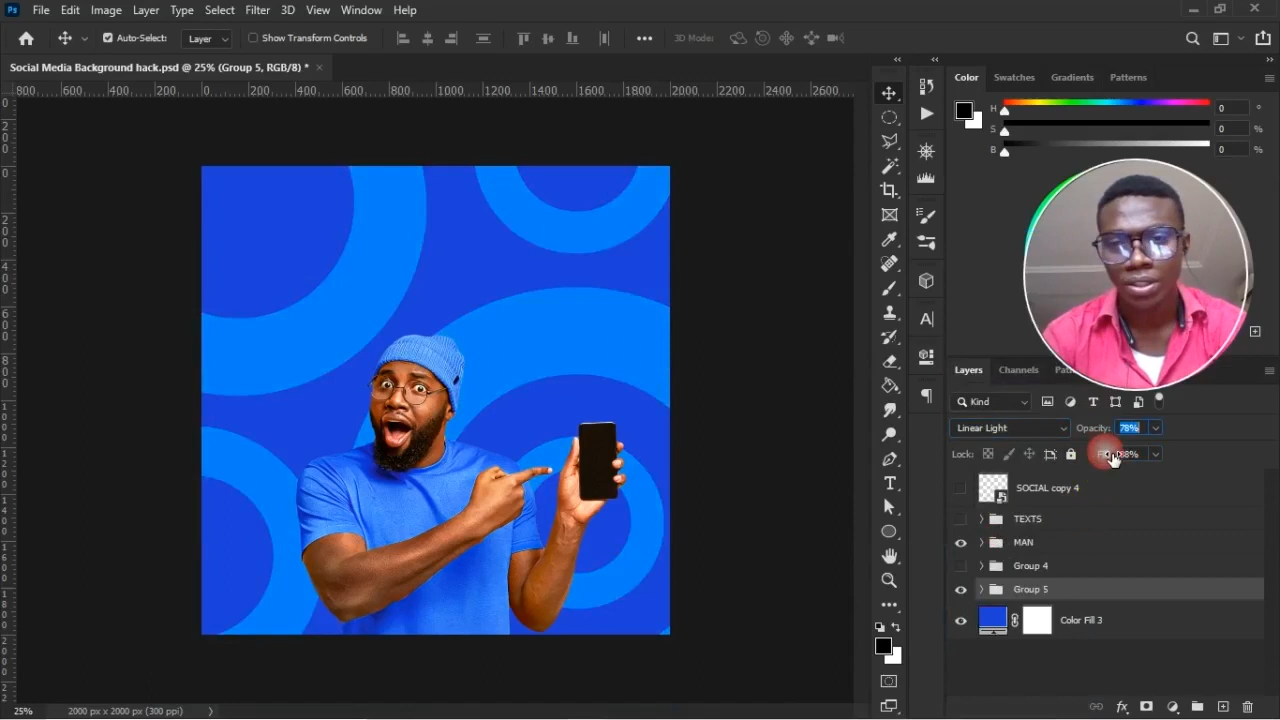 Ps File Edit Image Layer Type Select Filter 3D View Window Help
Auto-Select: Layer Show Transform Controls 3D Mode:
Social Media Background hack.psd @ 25% (Group 5, RGB/8) * ×
800 600 400 200 0 200 400 600 800 1000 1200 1400 1600 1800 2000 2200 2400 2600
Color Swatches Gradients Patterns
H 0 °
S 0 %
B 0 %
Layers Channels
Kind
Linear Light Opacity: 78%
Lock: 88%
SOCIAL copy 4
TEXTS
MAN
Group 4
Group 5
Color Fill 3
25% 2000 px x 2000 px (300 ppi)